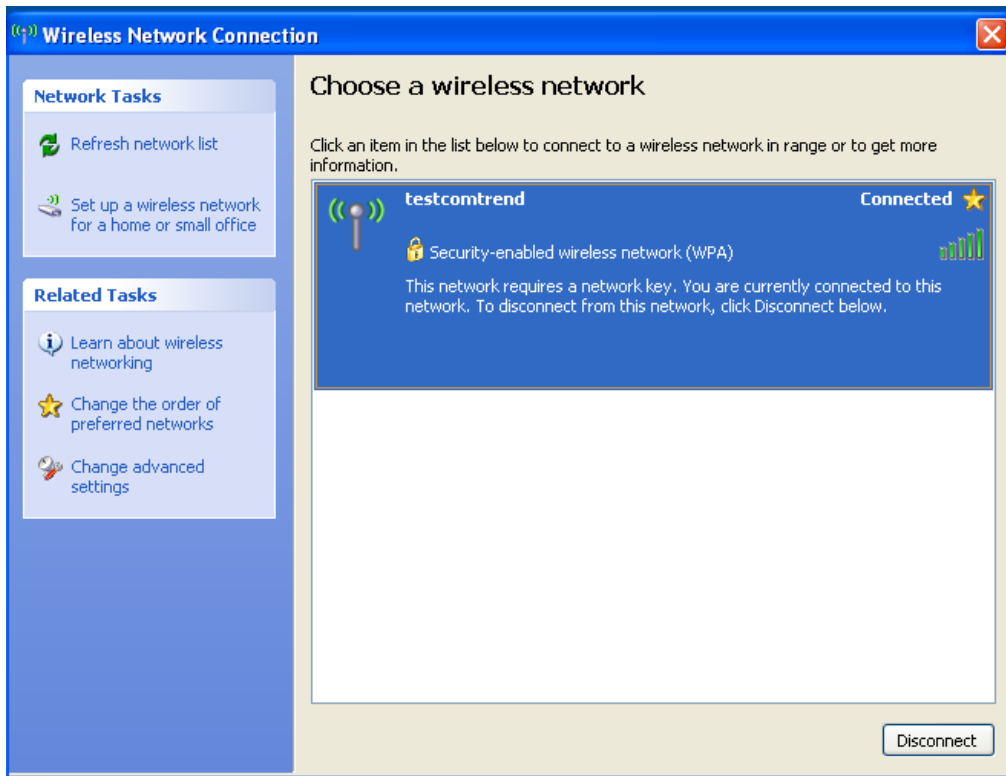 Wireless Network Connection
Network Tasks
Refresh network list
Set up a wireless network
for a home or small office
Related Tasks
Learn about wireless
networking
Change the order of
preferred networks
Change advanced
settings
Choose a wireless network
Click an item in the list below to connect to a wireless network in range or to get more
information.
testcomtrend
Connected
Security-enabled wireless network (WPA)
This network requires a network key. You are currently connected to this
network. To disconnect from this network, click Disconnect below.
Disconnect